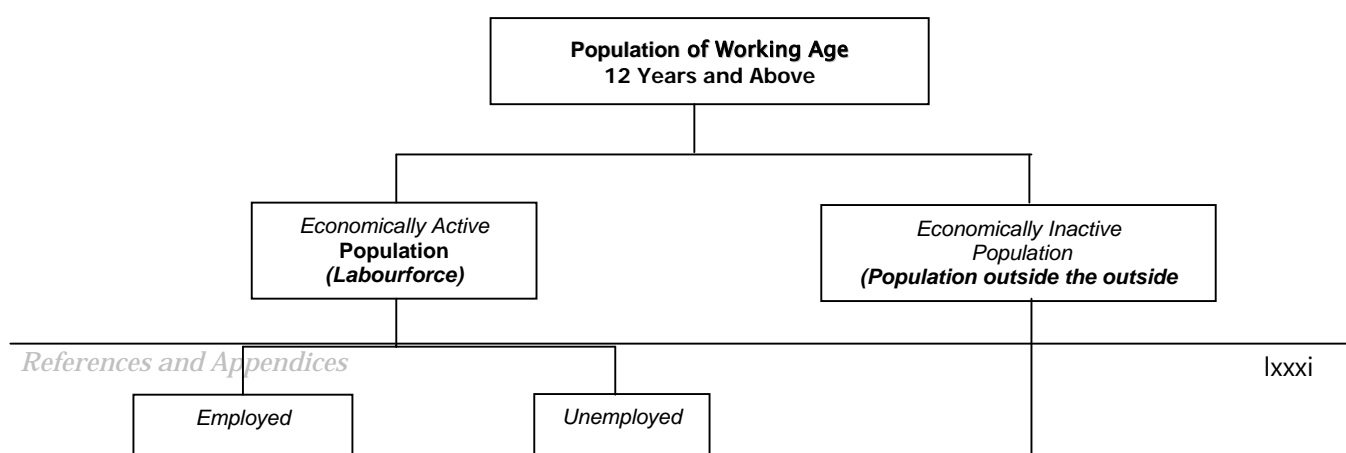 Population of Working Age
12 Years and Above
Economically Active
Population
(Labourforce)
Economically Inactive
Population
(Population outside the outside
References and Appendices
lxxxi
Employed
Unemployed